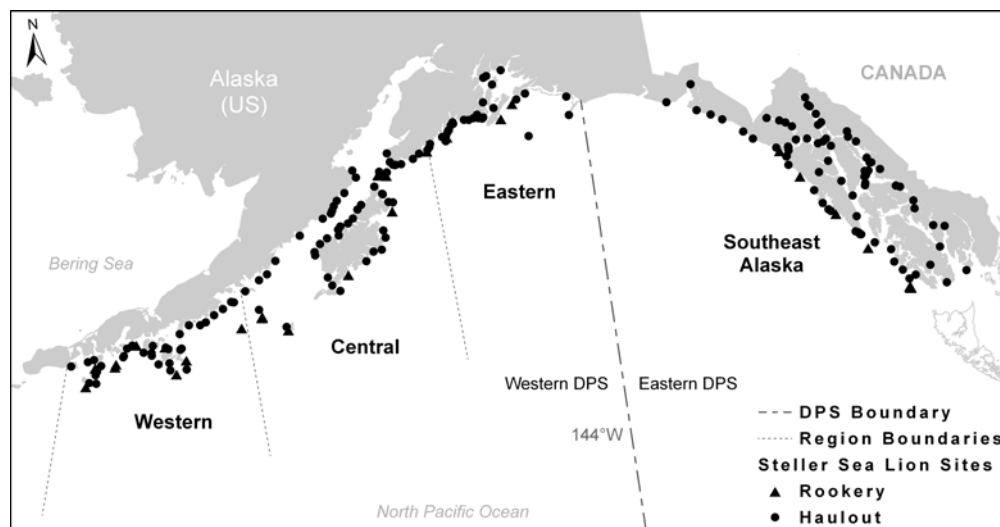 N
Alaska
(US)
CANADA
Eastern
Bering Sea
Southeast
Alaska
Central
Western DPS
Eastern DPS
Western
144°W
DPS Boundary
Region Boundaries
Steller Sea Lion Sites
Rookery
Haulout
North Pacific Ocean